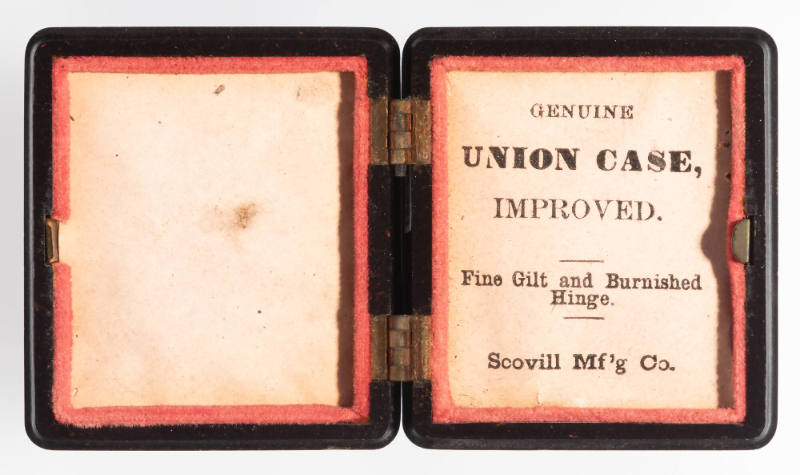 GENUINE
UNION CASE,
IMPROVED.
Fine Gilt and Burnished
Hinge.
Scovill Mf'g Co.